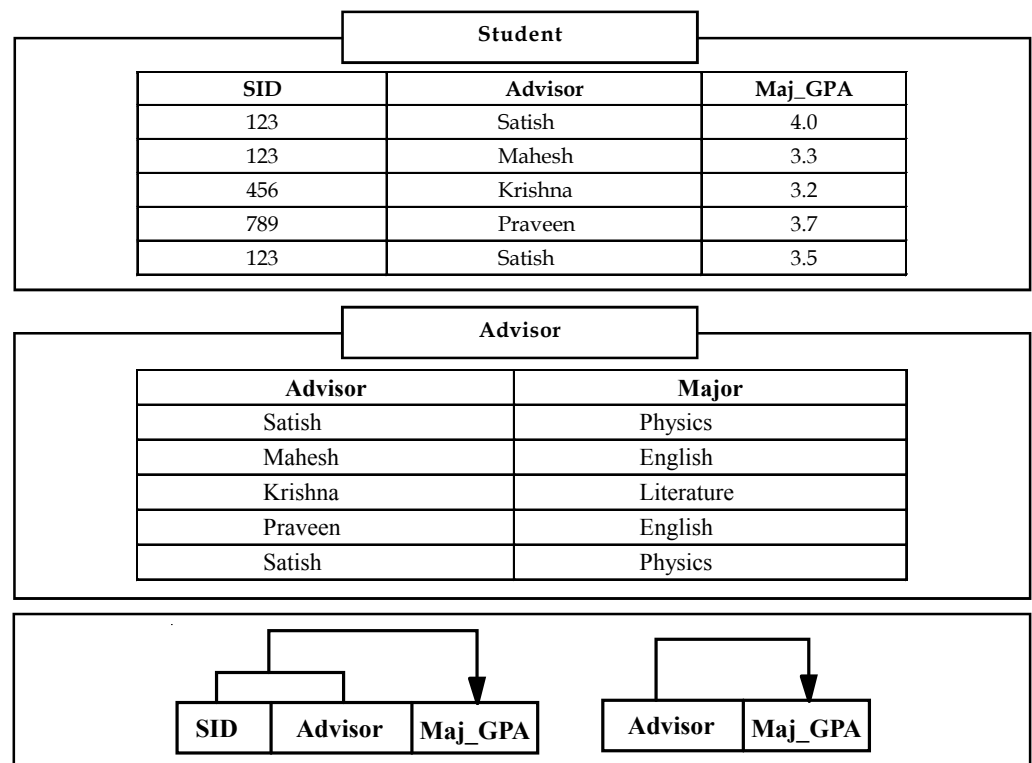 Student
SID Advisor Maj_GPA
123 Satish 4.0
123 Mahesh 3.3
456 Krishna 3.2
789 Praveen 3.7
123 Satish 3.5
Advisor
Advisor Major
Satish Physics
Mahesh English
Krishna Literature
Praveen English
Satish Physics
SID Advisor Maj_GPA Advisor Maj_GPA